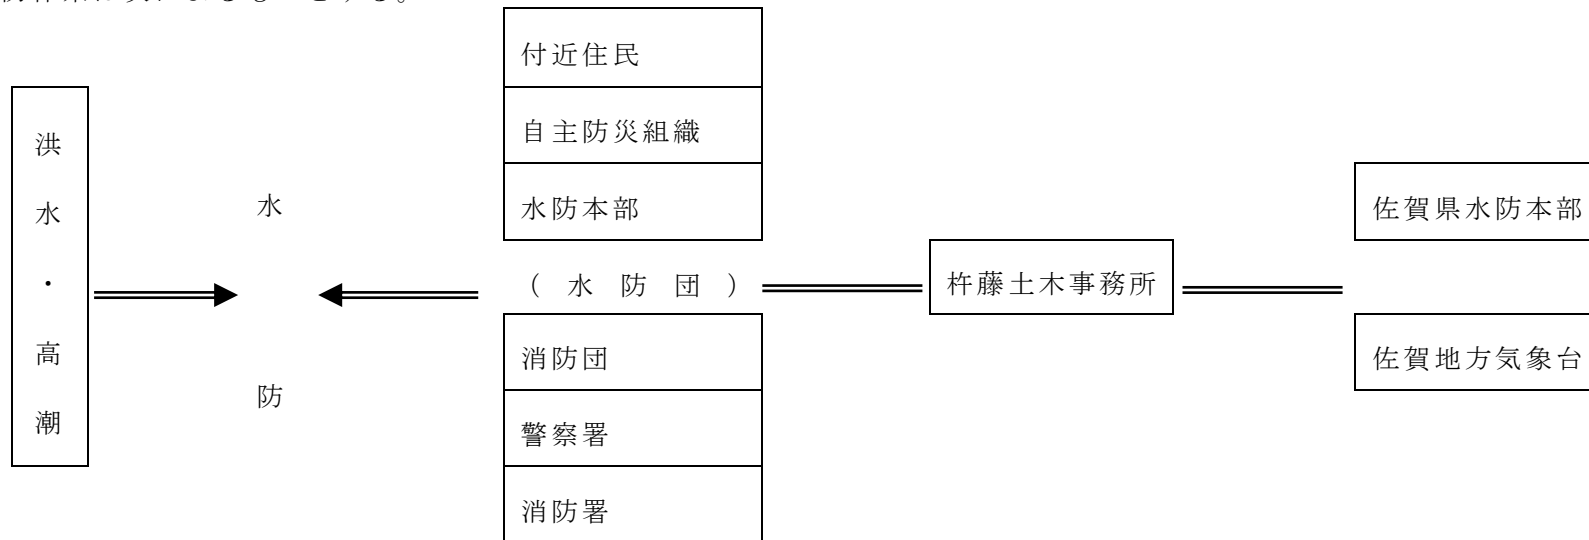 付近住民
自主防災組織
水防本部
(水防団)
消防団
警察署
消防署
洪水・高潮
水防
杵藤土木事務所
佐賀県水防本部
佐賀地方気象台